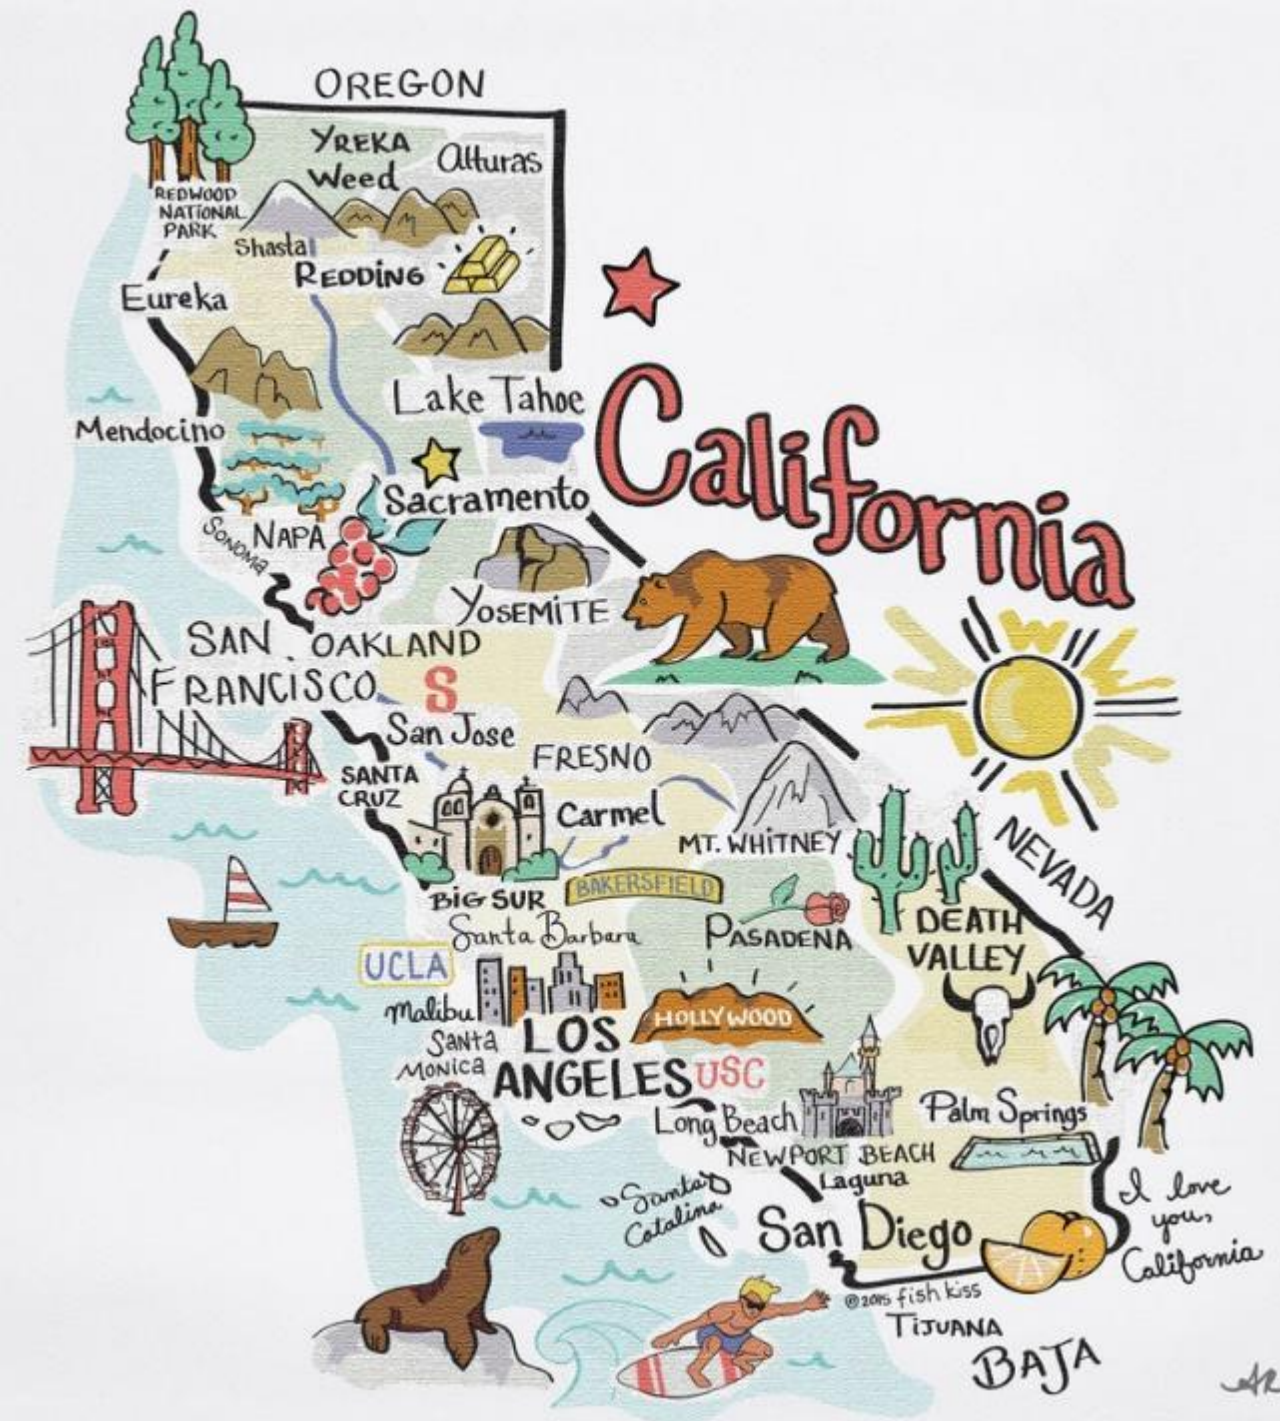 OREGON
YREKA
Weed
Alturas
REDWOOD
NATIONAL
PARK
Shasta
REDDING
Eureka
Lake Tahoe
California
Mendocino
Sacramento
SONOMA
NAPA
YOSEMITE
SAN
FRANCISCO
OAKLAND
S
San Jose
FRESNO
SANTA
CRUZ
Carmel
MT. WHITNEY
NEVADA
BIG SUR
BAKERSFIELD
Santa Barbara
PASADENA
DEATH
VALLEY
UCLA
Malibu
HOLLYWOOD
SANTA
MONICA
LOS
ANGELES
USC
Long Beach
Palm Springs
NEWPORT BEACH
Laguna
Santa
Catalina
San Diego
I love
you,
California
©2015 fish kiss
TIJUANA
BAJA